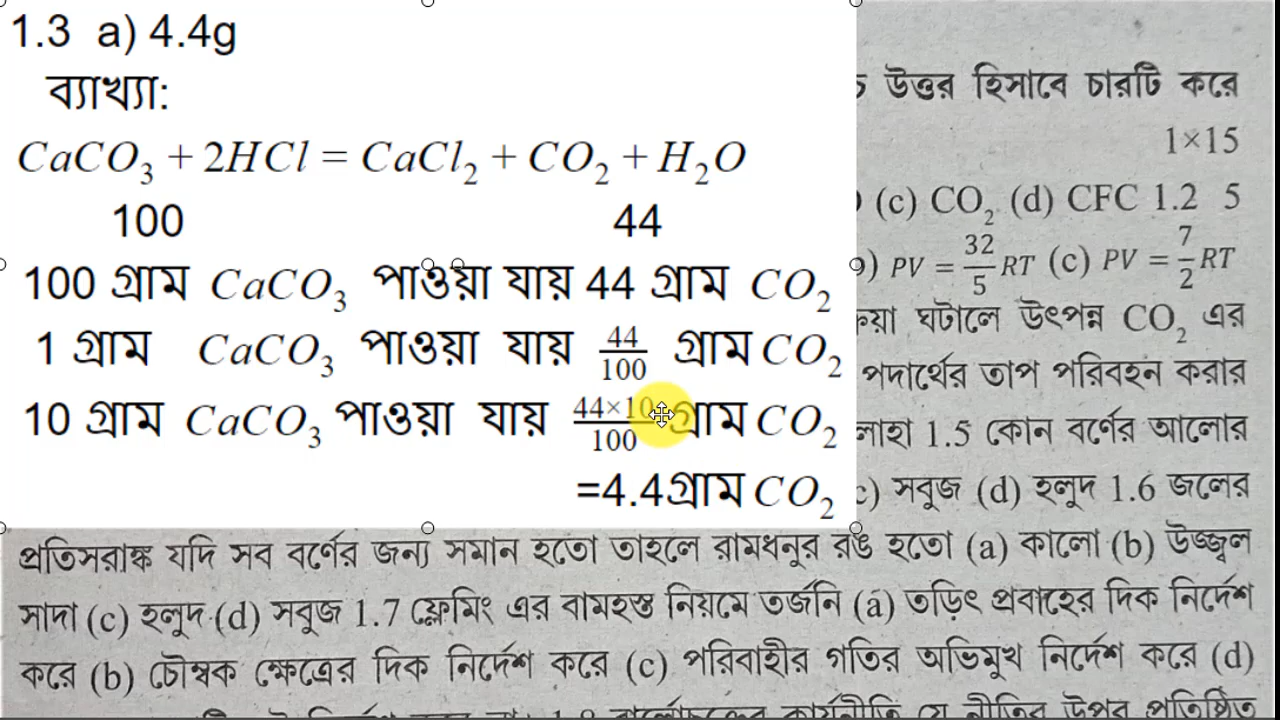 1.3 a) 4.4g
ব্যাখ্যা:
CaCO₃ + 2HCl = CaCl₂ + CO₂ + H₂O
100 44
100 গ্রাম CaCO₃ পাওয়া যায় 44 গ্রাম CO₂
1 গ্রাম CaCO₃ পাওয়া যায় 44/100 গ্রাম CO₂
10 গ্রাম CaCO₃ পাওয়া যায় 44×10/100 গ্রাম CO₂
=4.4গ্রাম CO₂
উত্তর হিসাবে চারটি করে
1×15
(c) CO₂ (d) CFC 1.2 5
PV = 32/5 RT (c) PV = 7/2 RT
ঘটালে উৎপন্ন CO₂ এর
পদার্থের তাপ পরিবহন করার
1.5 কোন বর্ণের আলোর
সবুজ (d) হলুদ 1.6 জলের
প্রতিসরাঙ্ক যদি সব বর্ণের জন্য সমান হতো তাহলে রামধনুর রঙ হতো (a) কালো (b) উজ্জ্বল
সাদা (c) হলুদ (d) সবুজ 1.7 ফ্লেমিং এর বামহস্ত নিয়মে তর্জনি (a) তড়িৎ প্রবাহের দিক নির্দেশ
করে (b) চৌম্বক ক্ষেত্রের দিক নির্দেশ করে (c) পরিবাহীর গতির অভিমুখ নির্দেশ করে (d)